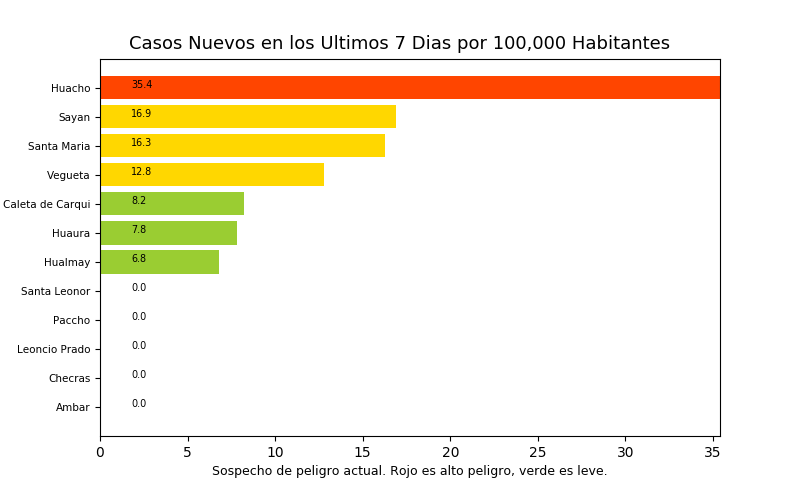 Casos Nuevos en los Ultimos 7 Dias por 100,000 Habitantes
Huacho 35.4
Sayan 16.9
Santa Maria 16.3
Vegueta 12.8
Caleta de Carqui 8.2
Huaura 7.8
Hualmay 6.8
Santa Leonor 0.0
Paccho 0.0
Leoncio Prado 0.0
Checras 0.0
Ambar 0.0
0 5 10 15 20 25 30 35
Sospecho de peligro actual. Rojo es alto peligro, verde es leve.